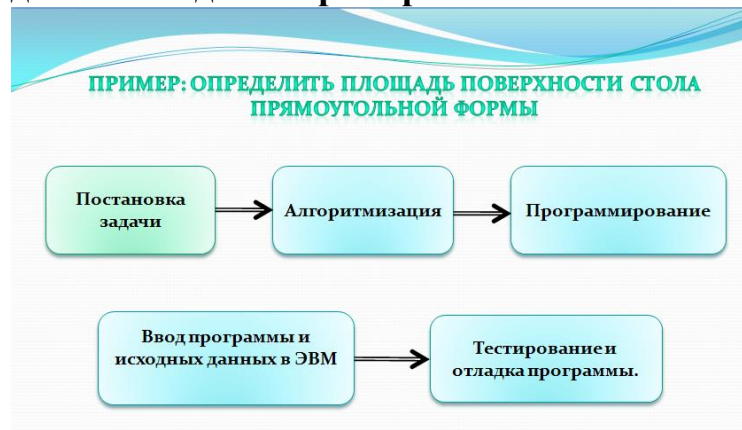 ПРИМЕР: ОПРЕДЕЛИТЬ ПЛОЩАДЬ ПОВЕРХНОСТИ СТОЛА
ПРЯМОУГОЛЬНОЙ ФОРМЫ
Постановка
задачи
Алгоритмизация
Программирование
Ввод программы и
исходных данных в ЭВМ
Тестирование и
отладка программы.